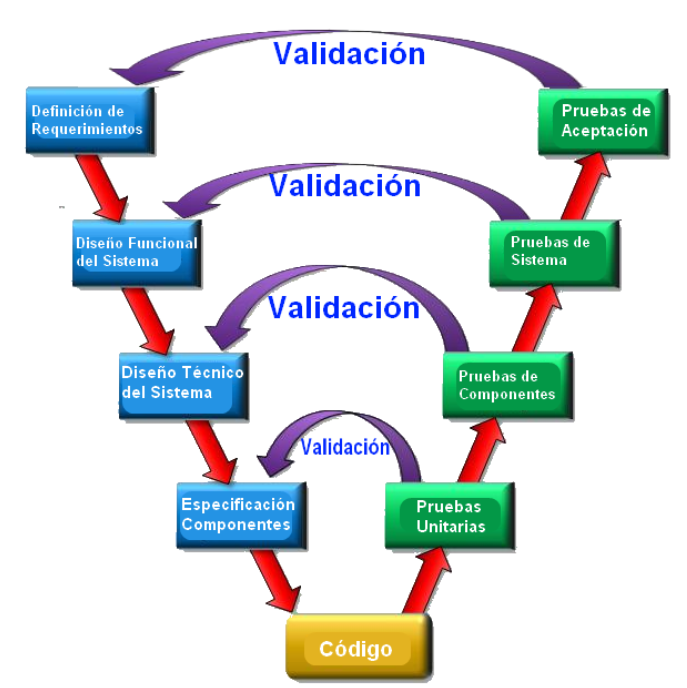 Validación
Definición de
Requerimientos
Pruebas de
Aceptación
Validación
Diseño Funcional
del Sistema
Pruebas de
Sistema
Validación
Diseño Técnico
del Sistema
Pruebas de
Componentes
Validación
Especificación
Componentes
Pruebas
Unitarias
Código